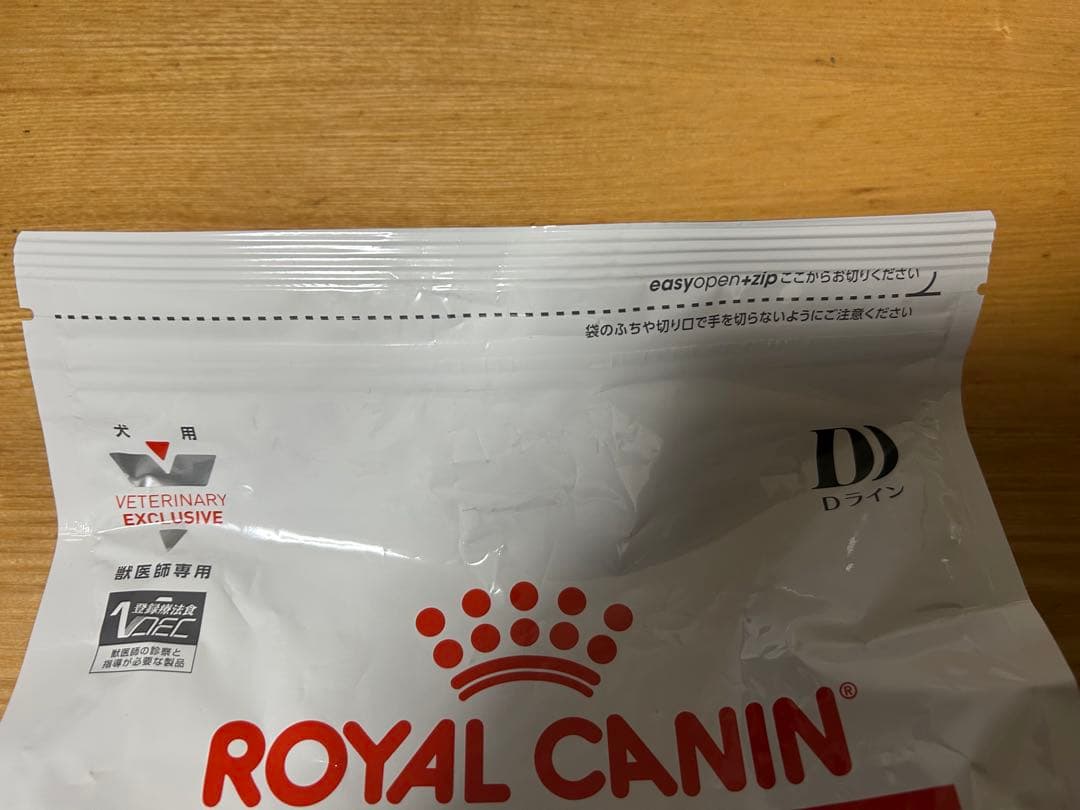 easyopen+zip ここからお切りください
袋のふちや切り口で手を切らないようにご注意ください
犬 用
VETERINARY
EXCLUSIVE
獣医師専用
登録療法食
VDEC
獣医師の診察と
指導が必要な製品
D
Dライン
ROYAL CANIN®